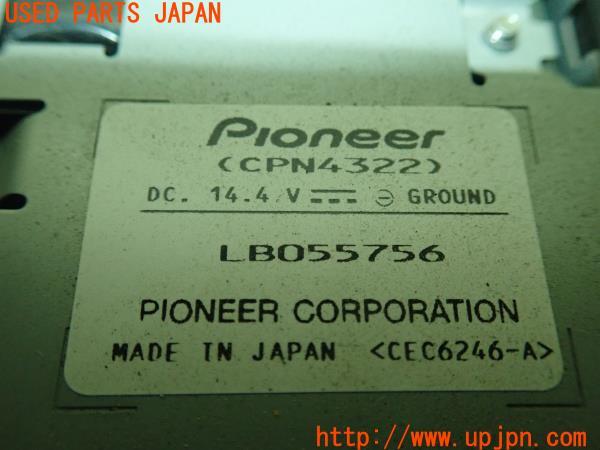 USED PARTS JAPAN
Pioneer
(CPN4322)
DC. 14.4 V ⎓ ⊖ GROUND
LB055756
PIONEER CORPORATION
MADE IN JAPAN <CEC6246-A>
http://www.upjpn.com/